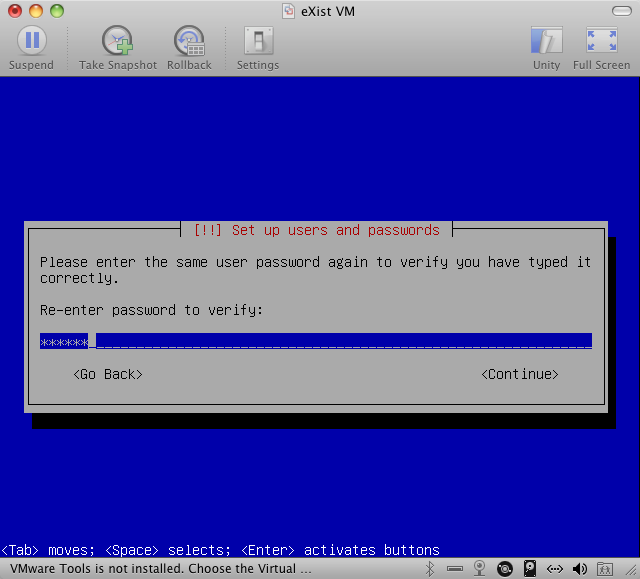 eXist VM
Suspend Take Snapshot Rollback Settings Unity Full Screen
[!!] Set up users and passwords
Please enter the same user password again to verify you have typed it
correctly.
Re-enter password to verify:
******
<Go Back> <Continue>
<Tab> moves; <Space> selects; <Enter> activates buttons
VMware Tools is not installed. Choose the Virtual ...